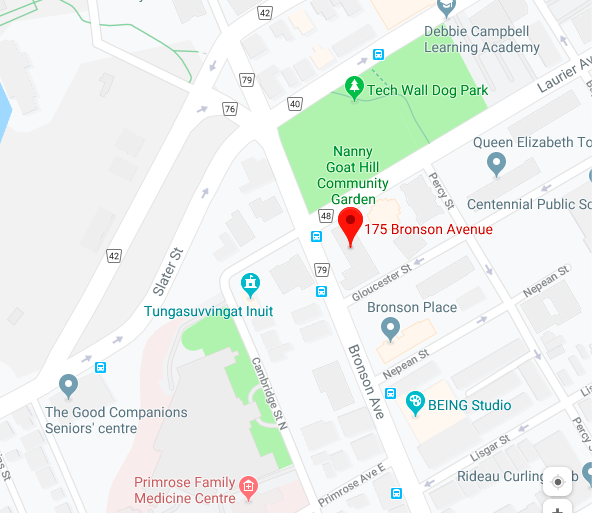 42
Debbie Campbell
Learning Academy
79
Tech Wall Dog Park
Laurier Av
76
40
Queen Elizabeth To
Nanny
Goat Hill
Community
Garden
Percy St
Centennial Public Sc
48
175 Bronson Avenue
42
Slater St
79
Gloucester St
Nepean St
Tungasuvvingat Inuit
Bronson Place
Bronson Ave
Nepean St
Cambridge St N
BEING Studio
The Good Companions
Seniors' centre
Lis
Percy S
Lisgar St
ns St
Primrose Family
Medicine Centre
Primrose Ave E
Rideau Curling
b